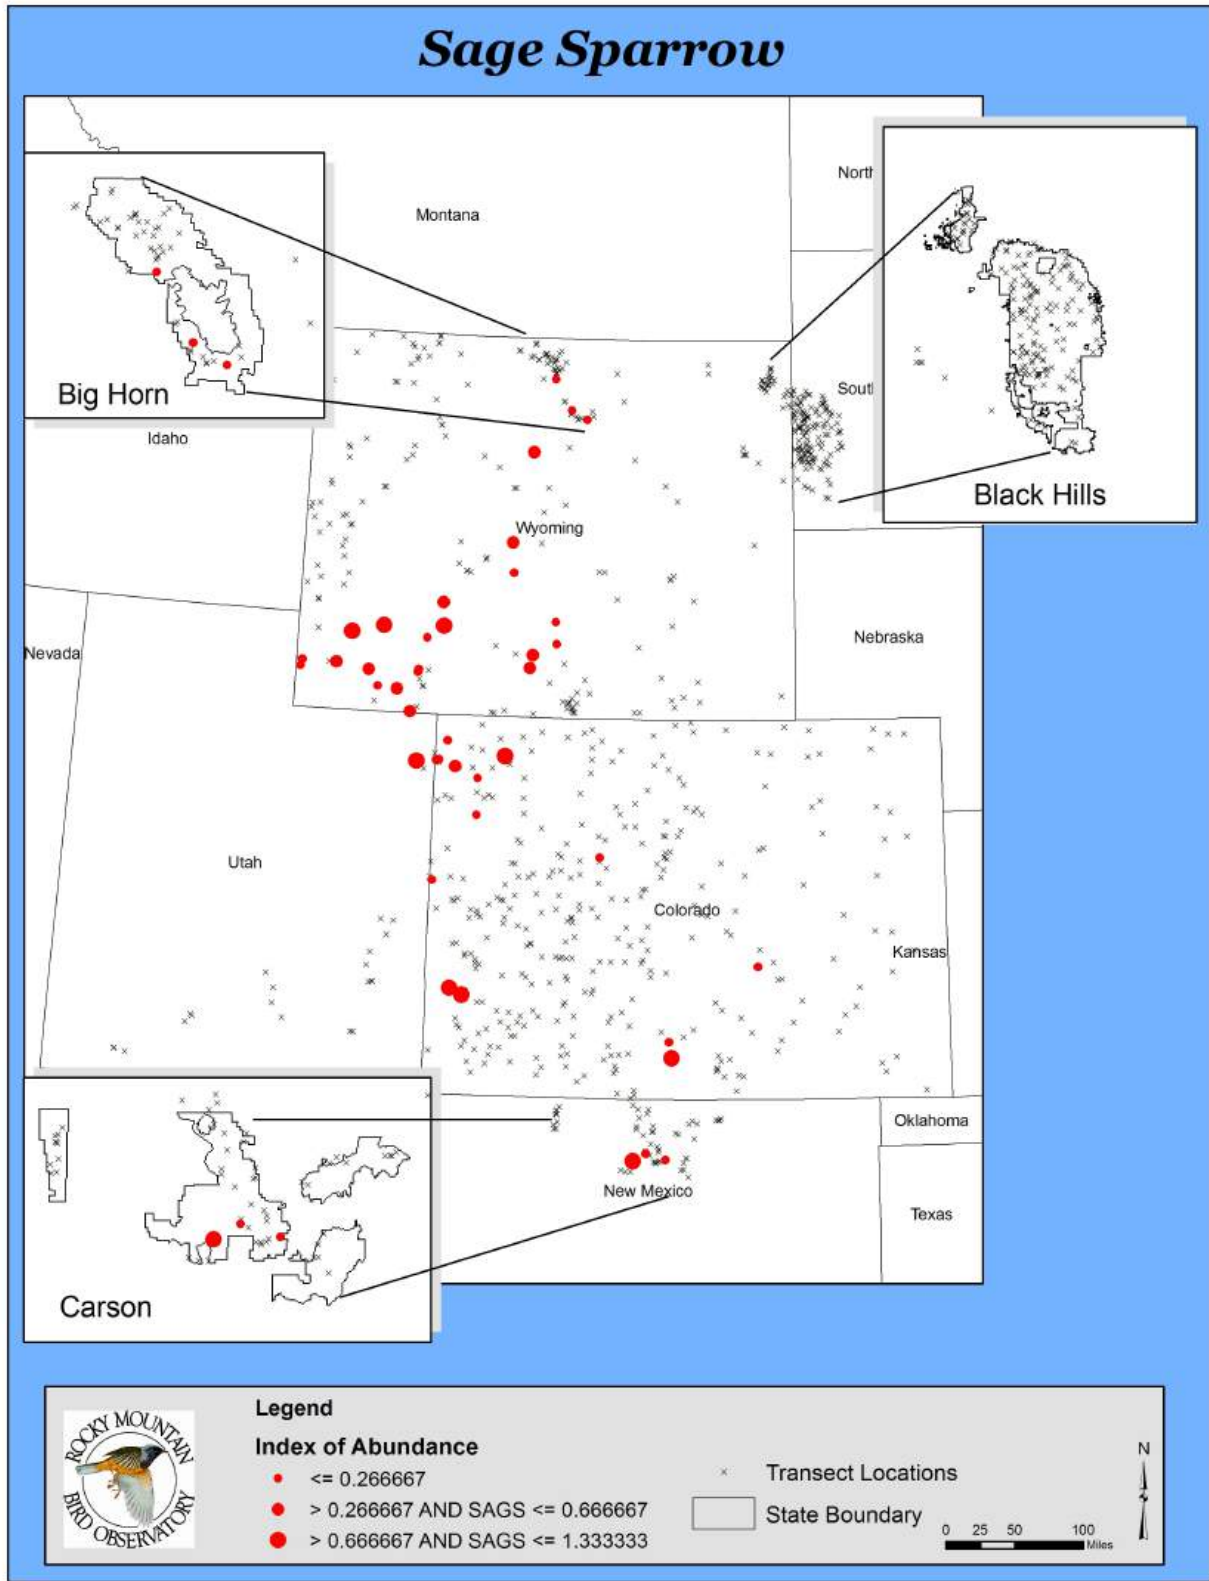 Sage Sparrow
North
Montana
Big Horn
South
Idaho
Black Hills
Wyoming
Nebraska
Nevada
Utah
Colorado
Kansas
Oklahoma
New Mexico
Texas
Carson
Legend
Index of Abundance
<= 0.266667
> 0.266667 AND SAGS <= 0.666667
> 0.666667 AND SAGS <= 1.333333
Transect Locations
State Boundary
N
0 25 50 100
Miles
ROCKY MOUNTAIN
BIRD OBSERVATORY